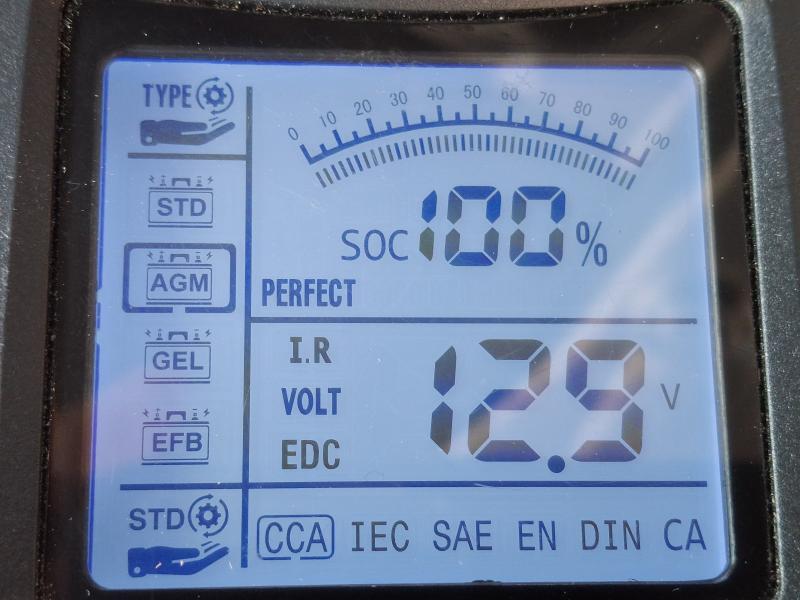 TYPE
0 10 20 30 40 50 60 70 80 90 100
STD
SOC 100 %
AGM
PERFECT
GEL
I.R
VOLT
12.9 V
EFB
EDC
STD
CCA IEC SAE EN DIN CA